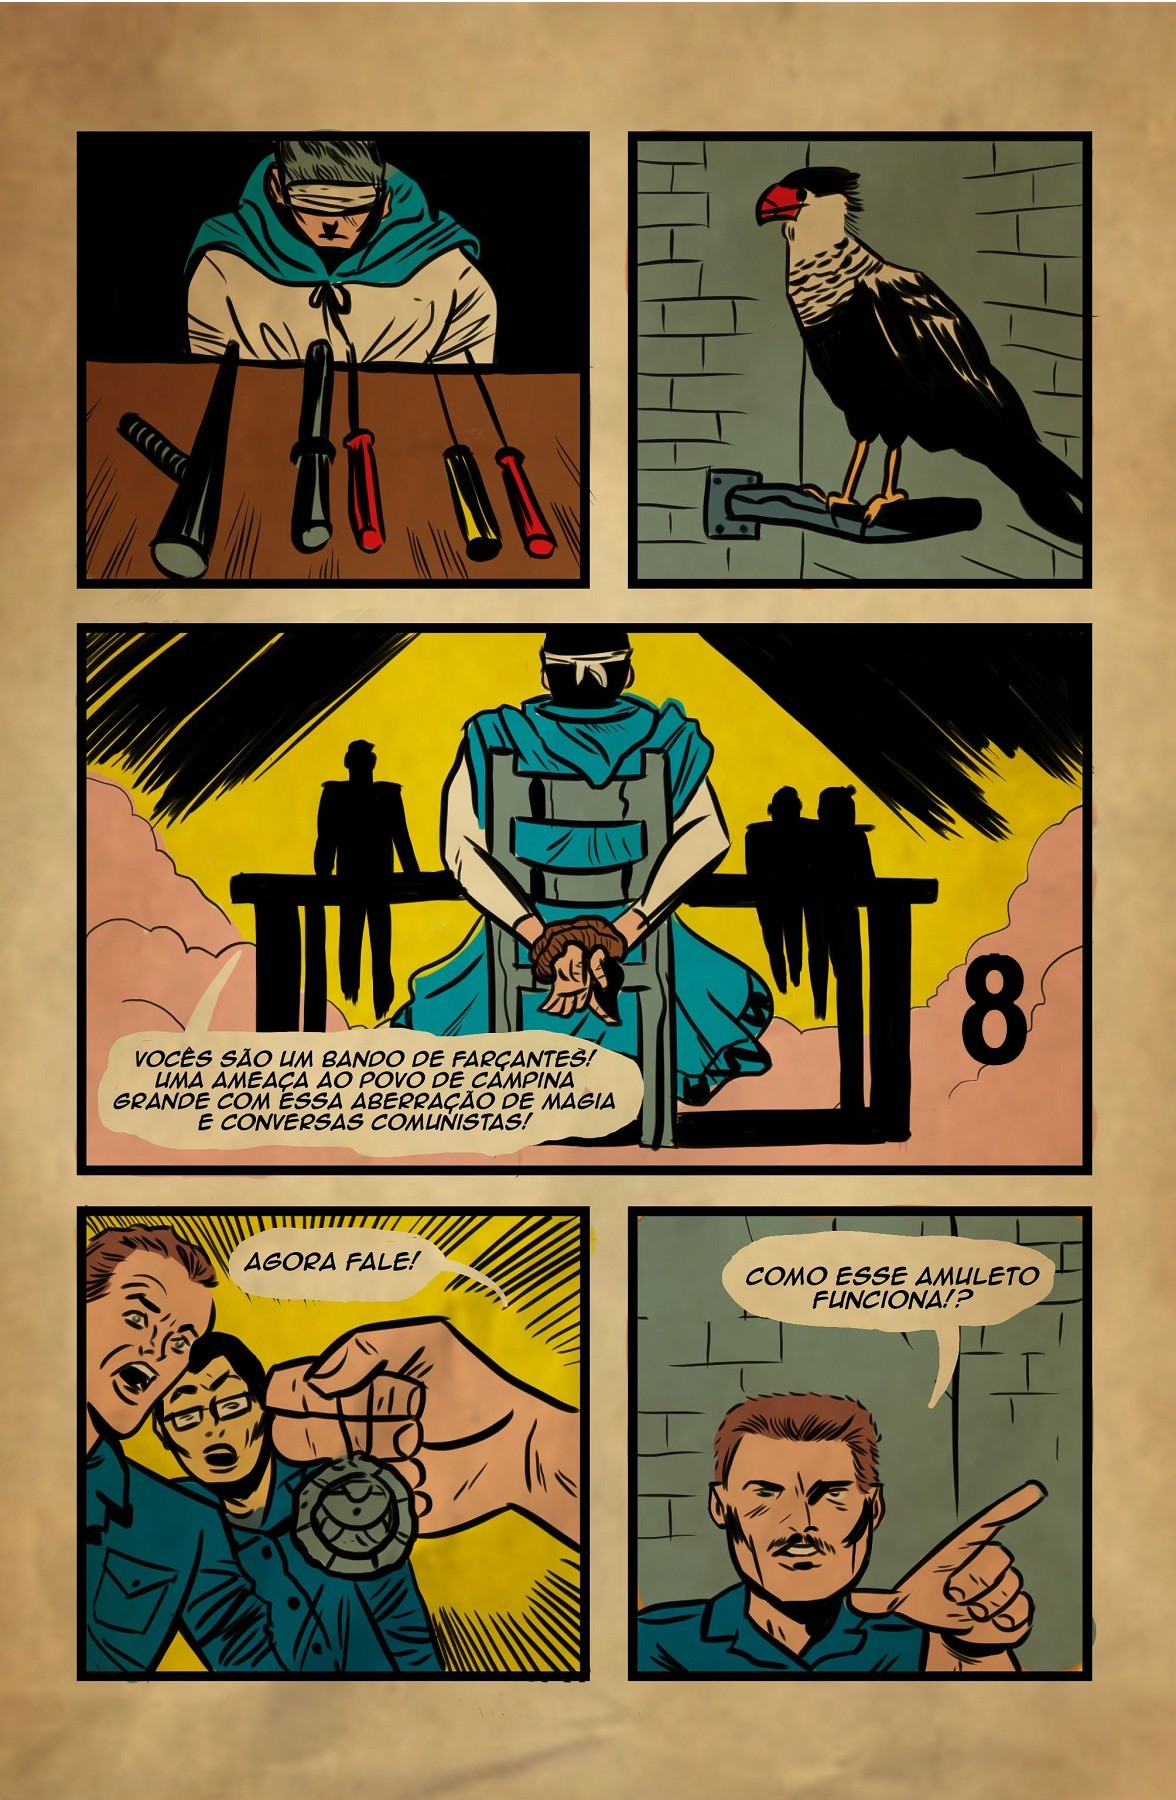 VOCÊS SÃO UM BANDO DE FARÇANTES!
UMA AMEAÇA AO POVO DE CAMPINA
GRANDE COM ESSA ABERRAÇÃO DE MAGIA
E CONVERSAS COMUNISTAS!
8
AGORA FALE!
COMO ESSE AMULETO
FUNCIONA!?